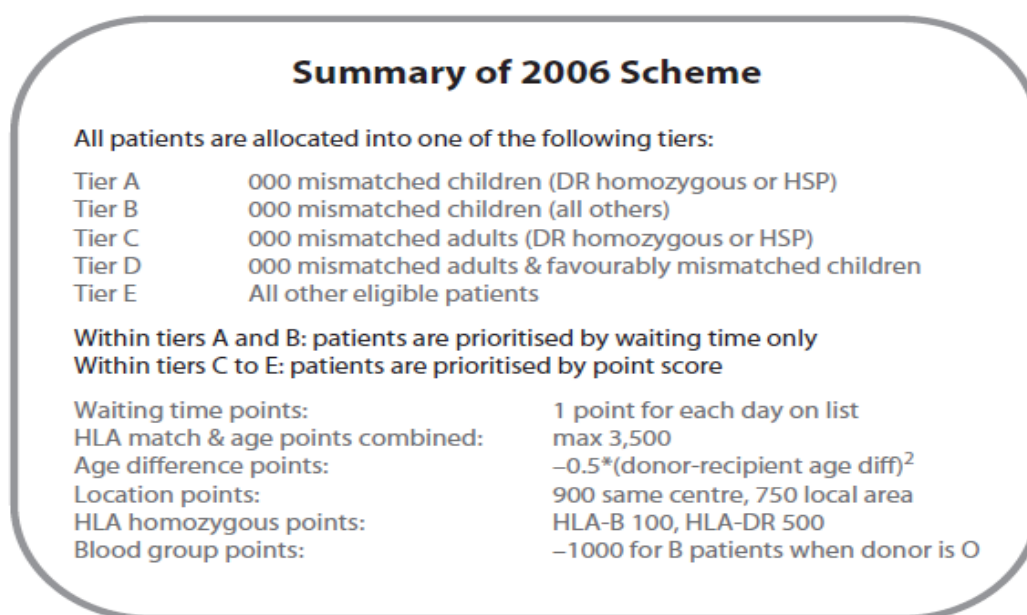 Summary of 2006 Scheme
All patients are allocated into one of the following tiers:
Tier A 000 mismatched children (DR homozygous or HSP)
Tier B 000 mismatched children (all others)
Tier C 000 mismatched adults (DR homozygous or HSP)
Tier D 000 mismatched adults & favourably mismatched children
Tier E All other eligible patients
Within tiers A and B: patients are prioritised by waiting time only
Within tiers C to E: patients are prioritised by point score
Waiting time points: 1 point for each day on list
HLA match & age points combined: max 3,500
Age difference points: –0.5*(donor-recipient age diff)²
Location points: 900 same centre, 750 local area
HLA homozygous points: HLA-B 100, HLA-DR 500
Blood group points: –1000 for B patients when donor is O